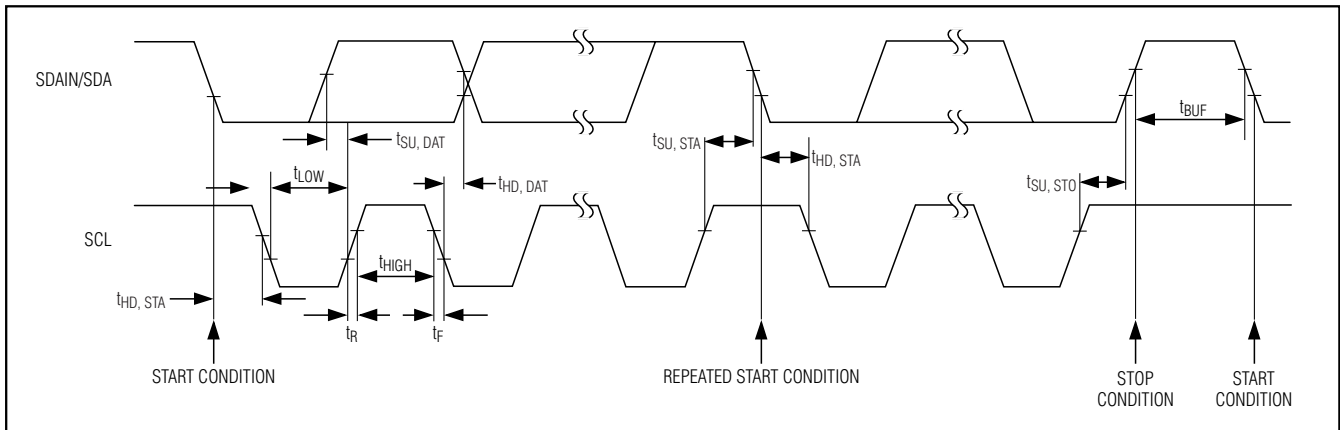 SDAIN/SDA
tSU, DAT
tLOW
tHD, DAT
tSU, STA
tHD, STA
tBUF
tSU, STO
SCL
tHIGH
tHD, STA
tR
tF
START CONDITION
REPEATED START CONDITION
STOP
CONDITION
START
CONDITION